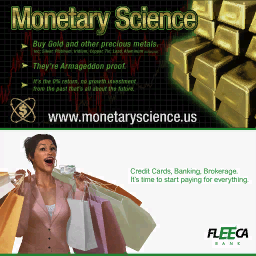 Monetary Science
Buy Gold and other precious metals.
They're Armageddon proof.
It's the 0% return, no growth investment
from the past that's all about the future.
www.monetaryscience.us
Credit Cards, Banking, Brokerage.
It's time to start paying for everything.
FLEECA
BANK